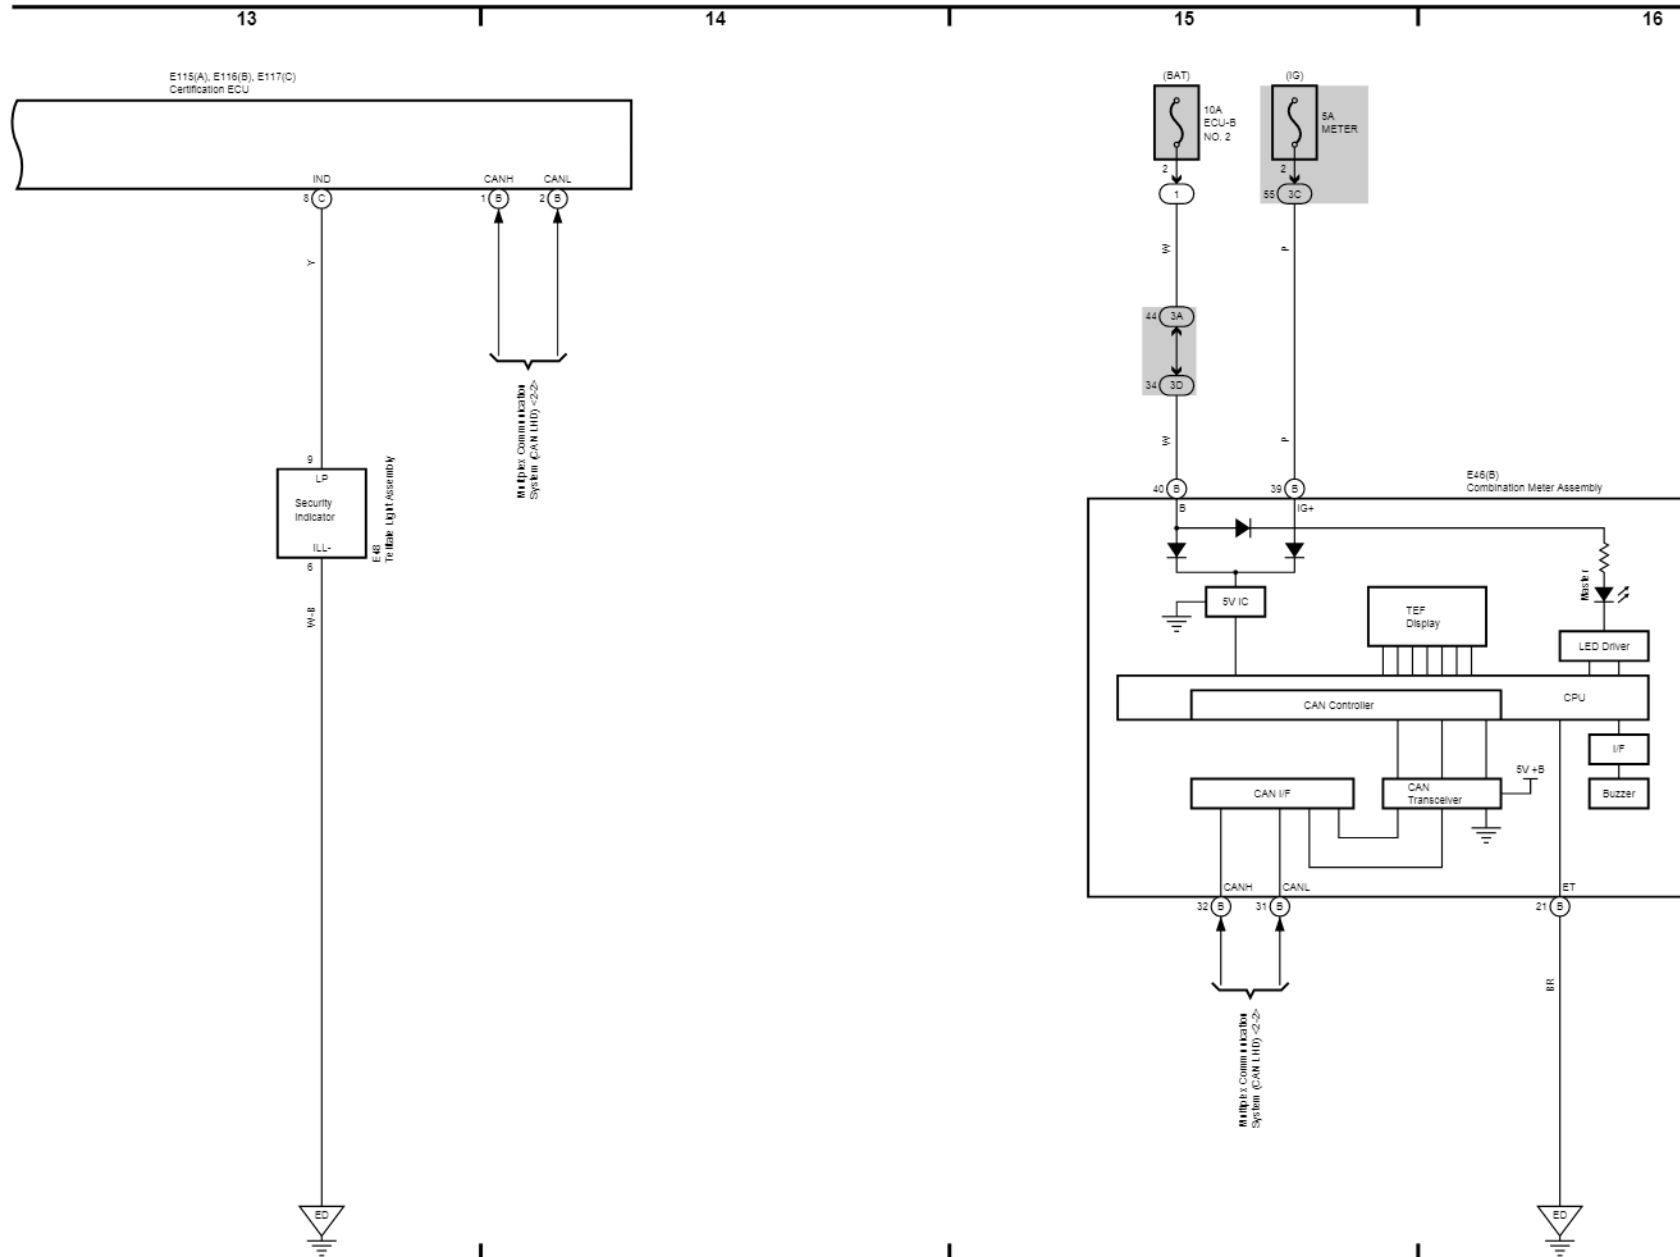 13
14
15
16
E115(A), E116(B), E117(C)
Certification ECU
IND
CANH
CANL
8
C
1
B
2
B
Y
Multiplex Communication
System (CAN LHD) <2-2>
9
LP
Security
Indicator
ILL-
6
E48
Telltale Light Assembly
W-B
ED
(BAT)
(IG)
10A
ECU-B
NO. 2
5A
METER
2
2
1
55
3C
W
P
44
3A
34
3D
W
P
40
B
39
B
E46(B)
Combination Meter Assembly
B
IG+
5V IC
TEF
Display
Master
LED Driver
CPU
CAN Controller
I/F
5V +B
CAN I/F
CAN
Transceiver
Buzzer
CANH
CANL
ET
32
B
31
B
21
B
BR
Multiplex Communication
System (CAN LHD) <2-2>
ED